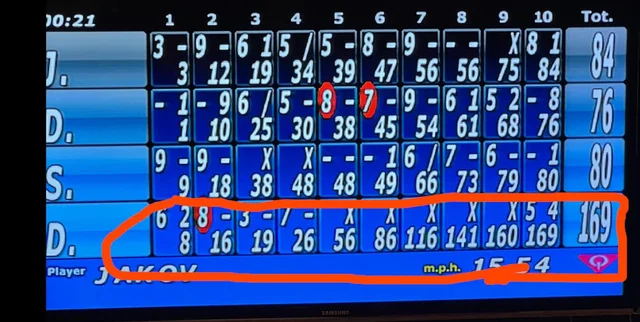 00:21 1 2 3 4 5 6 7 8 9 10 Tot.
J. 3 - 9 - 6 1 5 / 5 - 8 - 9 - - - X 8 1 84
3 12 19 34 39 47 56 56 75 84
D. - 1 - 9 6 / 5 - 8 - 7 - 9 - 6 1 5 2 - 8 76
1 10 25 30 38 45 54 61 68 76
S. 9 - 9 - X X - - - 1 6 / 7 - 6 - - 1 80
9 18 38 48 48 49 66 73 79 80
D. 6 2 8 - 3 - 7 - X X X X X 5 4 169
8 16 19 26 56 86 116 141 160 169
Player JAKOV m.p.h. 15.54
SAMSUNG